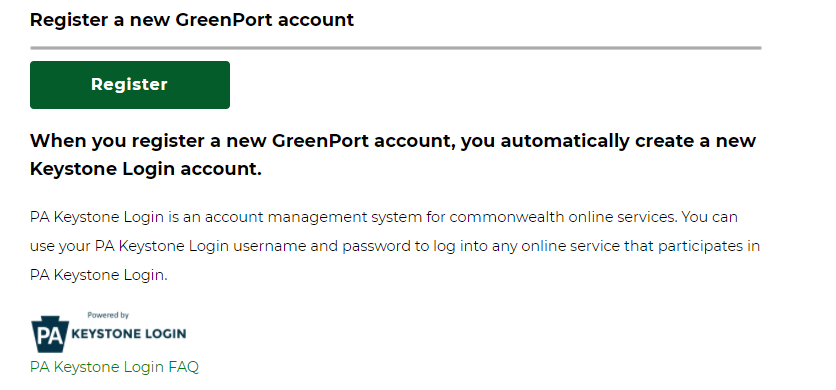 Register a new GreenPort account
Register
When you register a new GreenPort account, you automatically create a new
Keystone Login account.
PA Keystone Login is an account management system for commonwealth online services. You can
use your PA Keystone Login username and password to log into any online service that participates in
PA Keystone Login.
Powered by
PA KEYSTONE LOGIN
PA Keystone Login FAQ